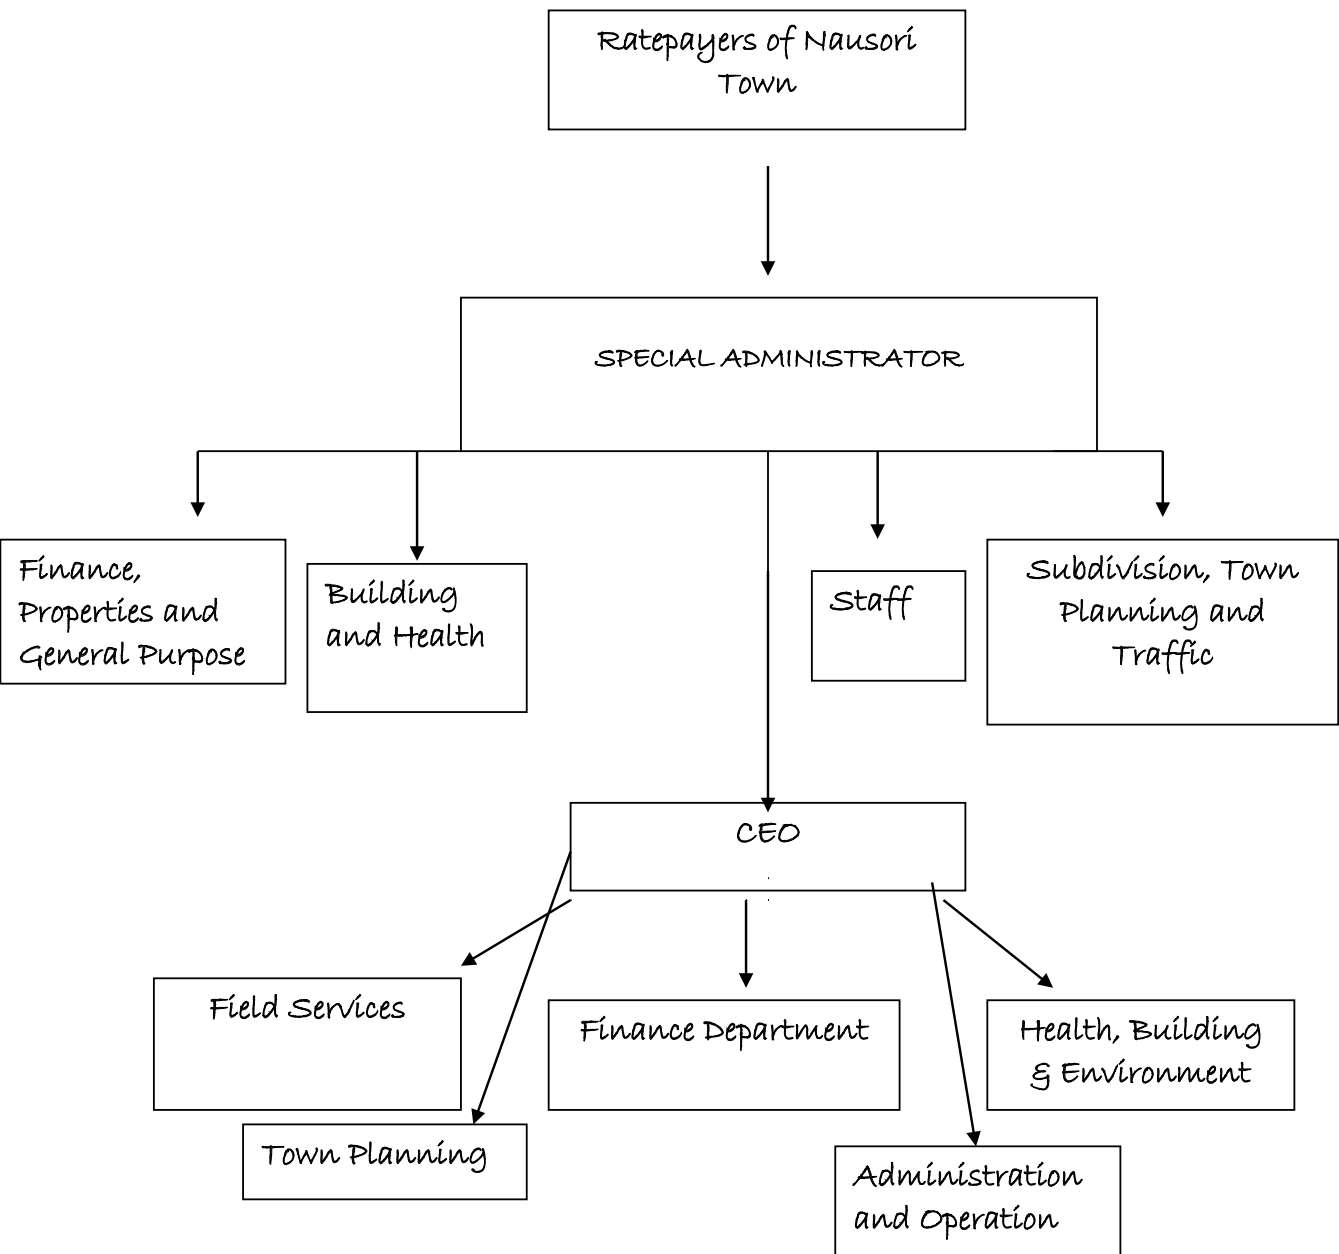 Ratepayers of Nausori
Town
SPECIAL ADMINISTRATOR
Finance,
Properties and
General Purpose
Building
and Health
Staff
Subdivision, Town
Planning and
Traffic
CEO
Field Services
Finance Department
Health, Building
& Environment
Town Planning
Administration
and Operation